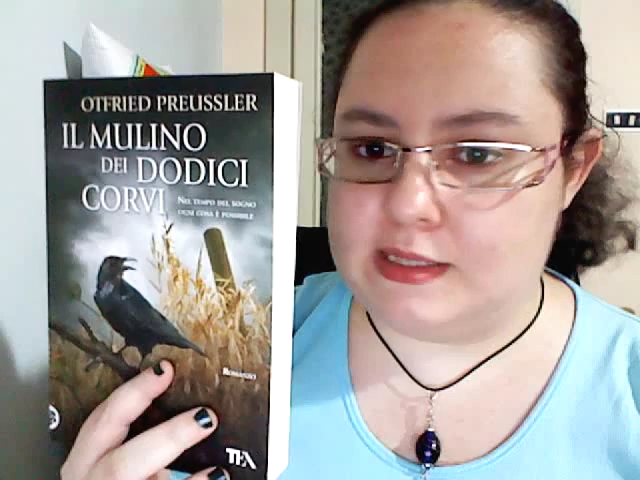 OTFRIED PREUSSLER
IL MULINO
DEI DODICI
CORVI
NEL TEMPO DEL SOGNO
OGNI COSA È POSSIBILE
ROMANZO
TEA